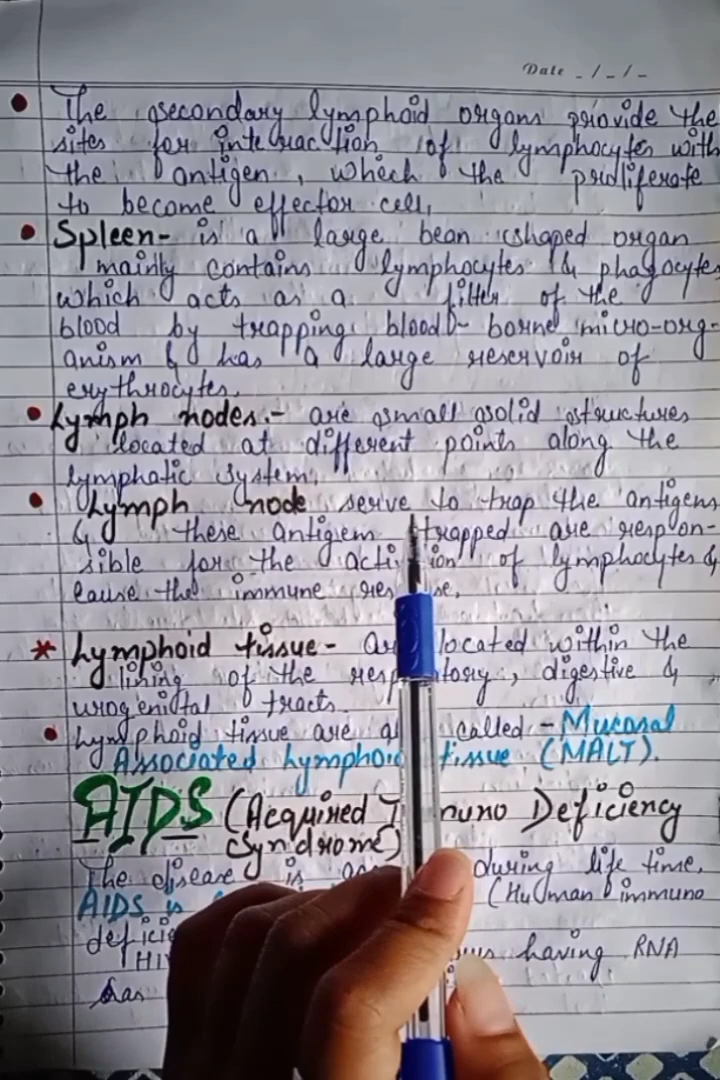 Date _/_/_
• The secondary lymphoid organs provide the
sites for interaction of lymphocytes with
the antigen, which the proliferate
to become effector cell,
• Spleen- is a large bean shaped organ
mainly contains lymphocytes & phagocytes
which acts as a filter of the
blood by trapping blood- borne micro-org-
anism & has a large reservoir of
erythrocytes.
• Lymph nodes.- are small solid structures
located at different points along the
lymphatic system.
• Lymph node serve to trap the antigens
& these antigen trapped are respon-
sible for the of lymphocytes &
cause the immune
* Lymphoid tissue- located within the
lining of the digestive &
urogenital tracts.
• Lymphoid tissue are called - Mucosal
Associated Lymphoid tissue (MALT).
AIDS (Acquired Immuno Deficiency
Syndrome)
The disease is during life time.
AIDS is (Human immuno
having RNA
has